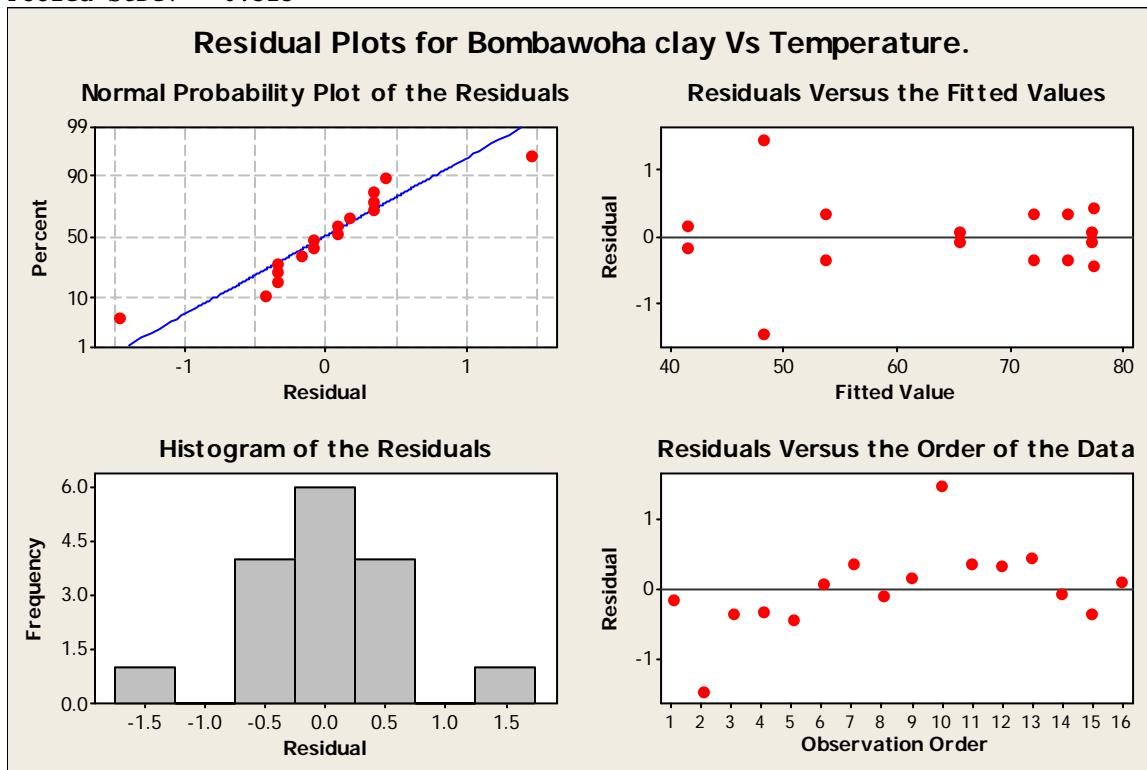 Residual Plots for Bombawoha clay Vs Temperature.
Normal Probability Plot of the Residuals
99
90
50
10
1
Percent
-1 0 1
Residual
Residuals Versus the Fitted Values
1
0
-1
Residual
40 50 60 70 80
Fitted Value
Histogram of the Residuals
6.0
4.5
3.0
1.5
0.0
Frequency
-1.5 -1.0 -0.5 0.0 0.5 1.0 1.5
Residual
Residuals Versus the Order of the Data
1
0
-1
Residual
1 2 3 4 5 6 7 8 9 10 11 12 13 14 15 16
Observation Order